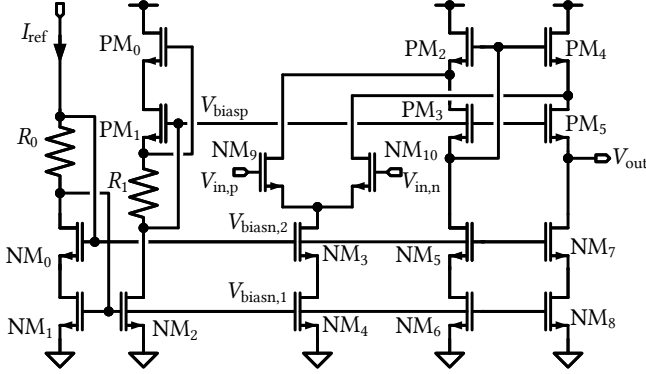 I_ref
PM_0
PM_2
PM_4
R_0
PM_1
V_biasp
PM_3
PM_5
NM_9
NM_10
V_out
R_1
V_in,p
V_in,n
V_biasn,2
NM_0
NM_3
NM_5
NM_7
V_biasn,1
NM_1
NM_2
NM_4
NM_6
NM_8